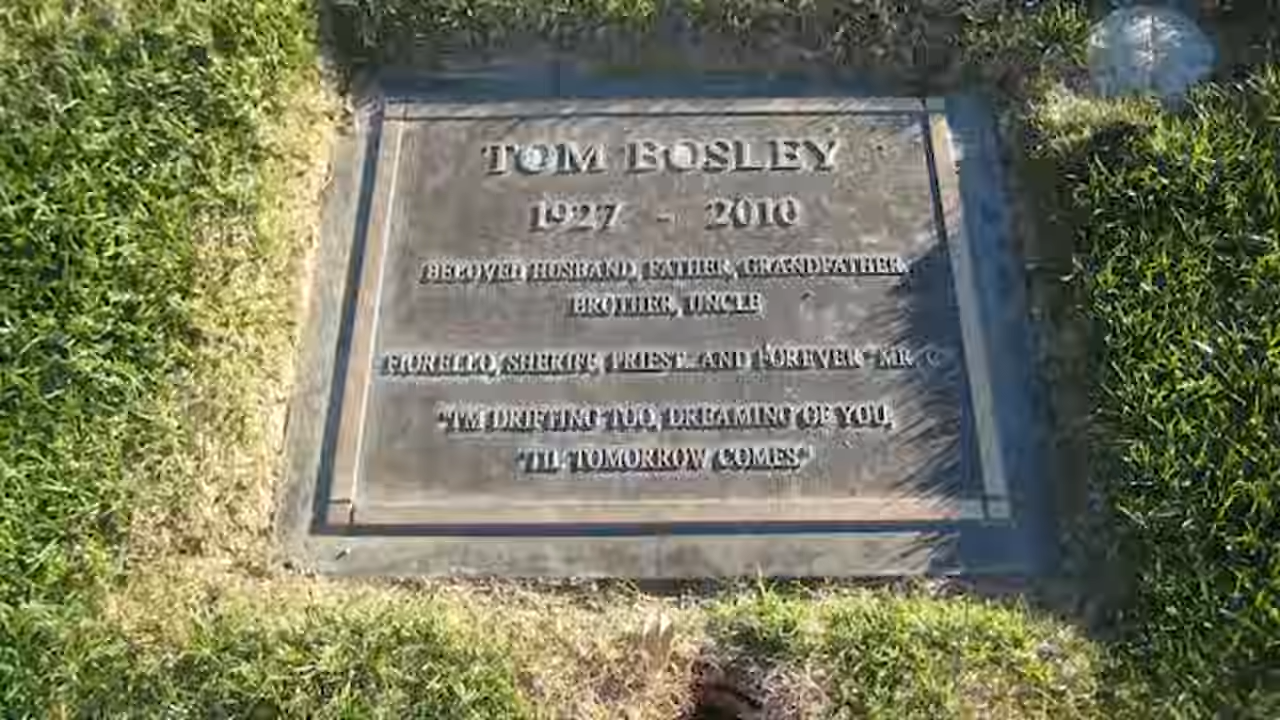 TOM BOSLEY
1927 - 2010
BELOVED HUSBAND, FATHER, GRANDFATHER,
BROTHER, UNCLE
FIORELLO, SHERIFF, PRIEST... AND FOREVER "MR. C"
"I'M DRIFTING TOO, DREAMING OF YOU,
'TIL TOMORROW COMES"